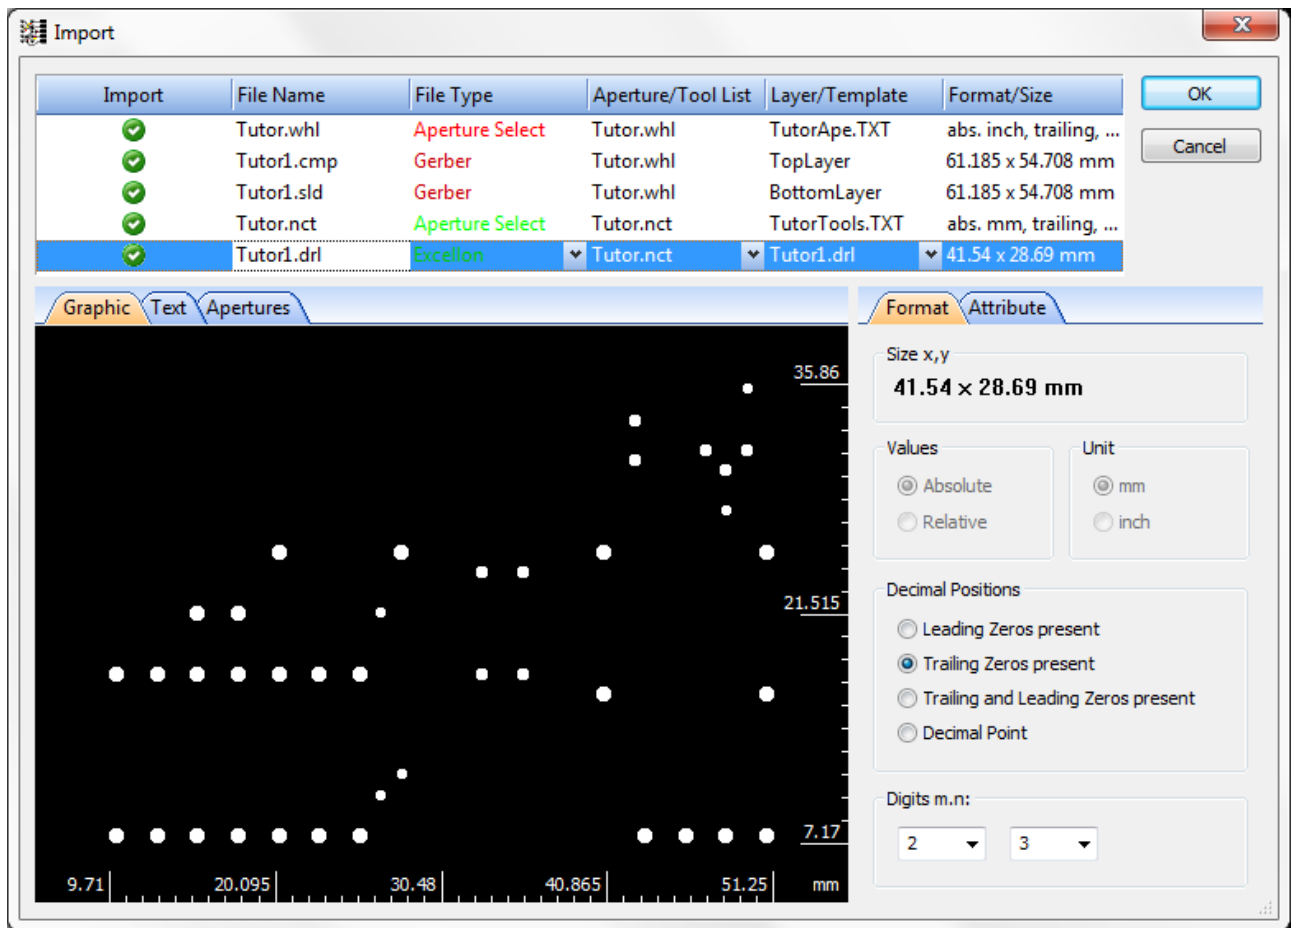 Import
Import File Name File Type Aperture/Tool List Layer/Template Format/Size
Tutor.whl Aperture Select Tutor.whl TutorApe.TXT abs. inch, trailing, ...
Tutor1.cmp Gerber Tutor.whl TopLayer 61.185 x 54.708 mm
Tutor1.sld Gerber Tutor.whl BottomLayer 61.185 x 54.708 mm
Tutor.nct Aperture Select Tutor.nct TutorTools.TXT abs. mm, trailing, ...
Tutor1.drl Excellon Tutor.nct Tutor1.drl 41.54 x 28.69 mm
OK
Cancel
Graphic Text Apertures
35.86
21.515
7.17
9.71 20.095 30.48 40.865 51.25 mm
Format Attribute
Size x,y
41.54 x 28.69 mm
Values
Absolute
Relative
Unit
mm
inch
Decimal Positions
Leading Zeros present
Trailing Zeros present
Trailing and Leading Zeros present
Decimal Point
Digits m.n:
2 3